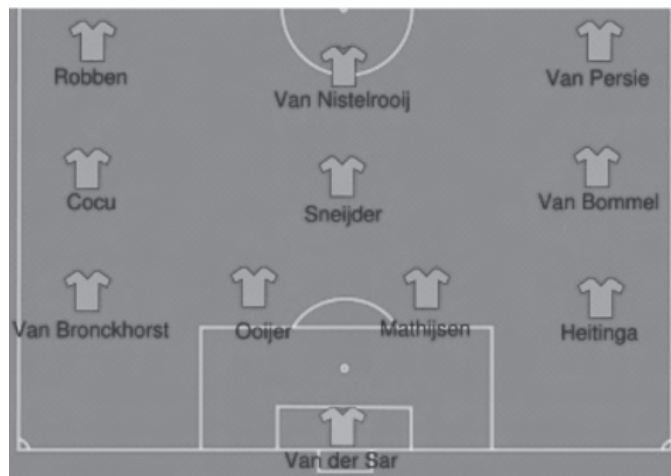 Robben
Van Nistelrooij
Van Persie
Cocu
Sneijder
Van Bommel
Van Bronckhorst
Ooijer
Mathijsen
Heitinga
Van der Sar